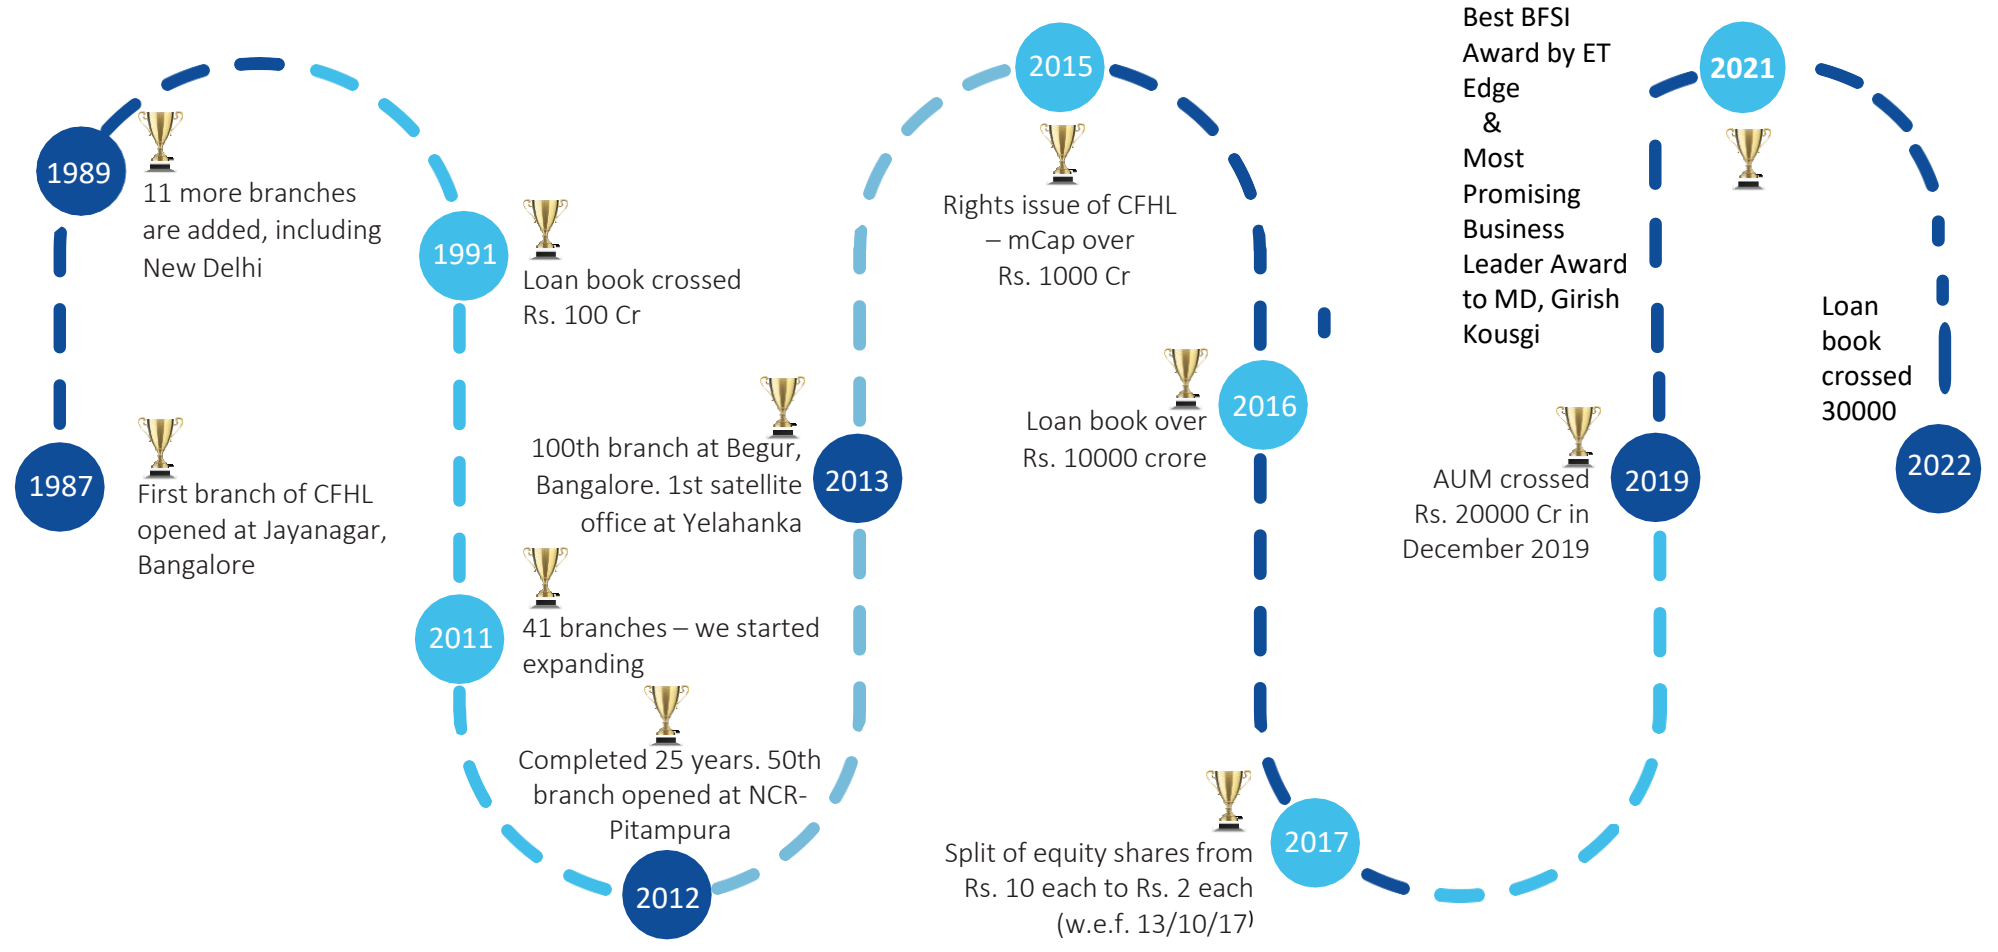 1987
First branch of CFHL
opened at Jayanagar,
Bangalore
1989
11 more branches
are added, including
New Delhi
1991
Loan book crossed
Rs. 100 Cr
2011
41 branches – we started
expanding
Completed 25 years. 50th
branch opened at NCR-
Pitampura
2012
100th branch at Begur,
Bangalore. 1st satellite
office at Yelahanka
2013
2015
Rights issue of CFHL
– mCap over
Rs. 1000 Cr
2016
Loan book over
Rs. 10000 crore
2017
Split of equity shares from
Rs. 10 each to Rs. 2 each
(w.e.f. 13/10/17)
2019
AUM crossed
Rs. 20000 Cr in
December 2019
2021
Best BFSI
Award by ET
Edge
&
Most
Promising
Business
Leader Award
to MD, Girish
Kousgi
Loan
book
crossed
30000
2022